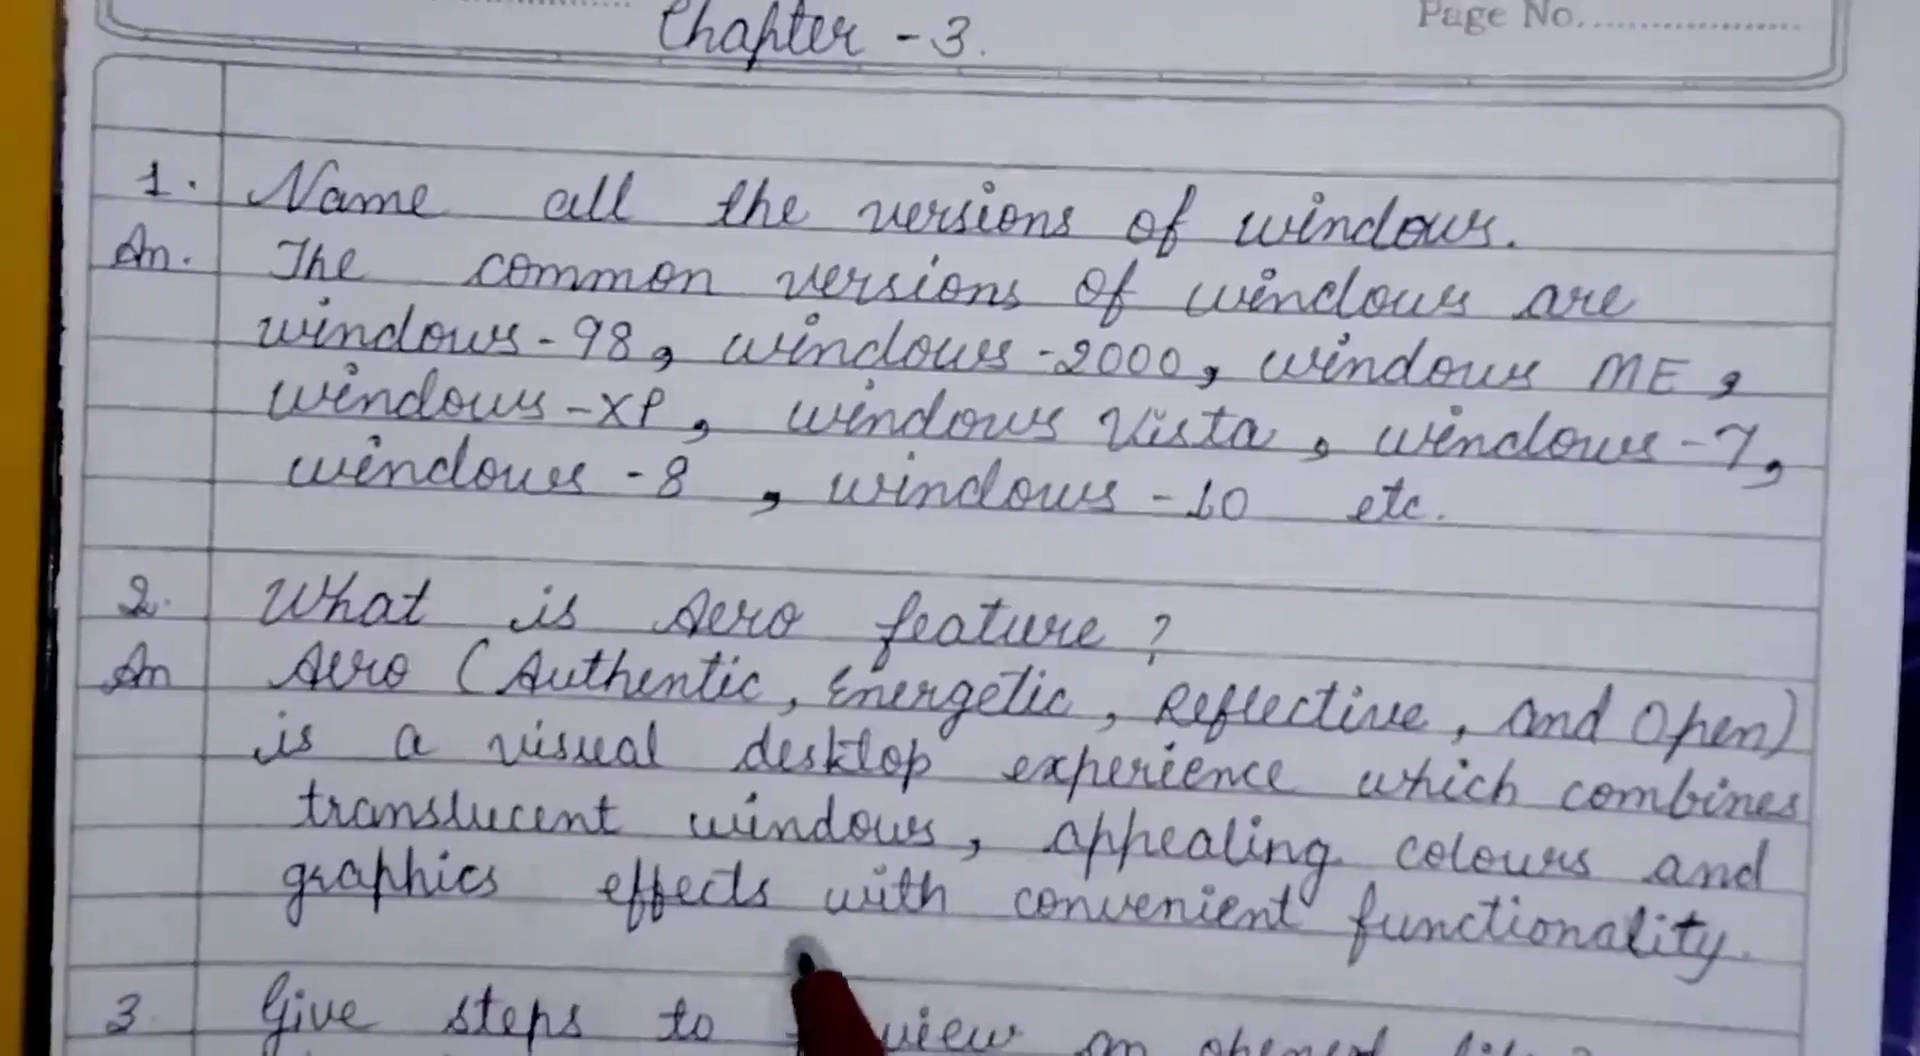 Page No.
Chapter - 3.
1. Name all the versions of windows.
An. The common versions of windows are
windows - 98, windows - 2000, windows ME,
windows - XP, windows Vista, windows - 7,
windows - 8, windows - 10 etc.
2. What is Aero feature?
An Aero (Authentic, Energetic, Reflective, and Open)
is a visual desktop experience which combines
translucent windows, appealing colours and
graphics effects with convenient functionality.
3 Give steps to view an opened